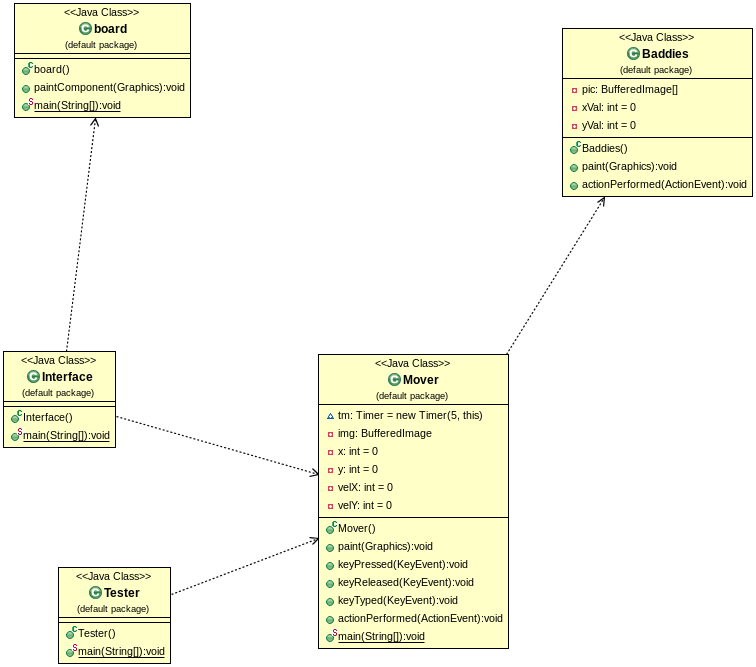 <<Java Class>>
board
(default package)
board()
paintComponent(Graphics):void
main(String[]):void
<<Java Class>>
Baddies
(default package)
pic: BufferedImage[]
xVal: int = 0
yVal: int = 0
Baddies()
paint(Graphics):void
actionPerformed(ActionEvent):void
<<Java Class>>
Interface
(default package)
Interface()
main(String[]):void
<<Java Class>>
Mover
(default package)
tm: Timer = new Timer(5, this)
img: BufferedImage
x: int = 0
y: int = 0
velX: int = 0
velY: int = 0
Mover()
paint(Graphics):void
keyPressed(KeyEvent):void
keyReleased(KeyEvent):void
keyTyped(KeyEvent):void
actionPerformed(ActionEvent):void
main(String[]):void
<<Java Class>>
Tester
(default package)
Tester()
main(String[]):void